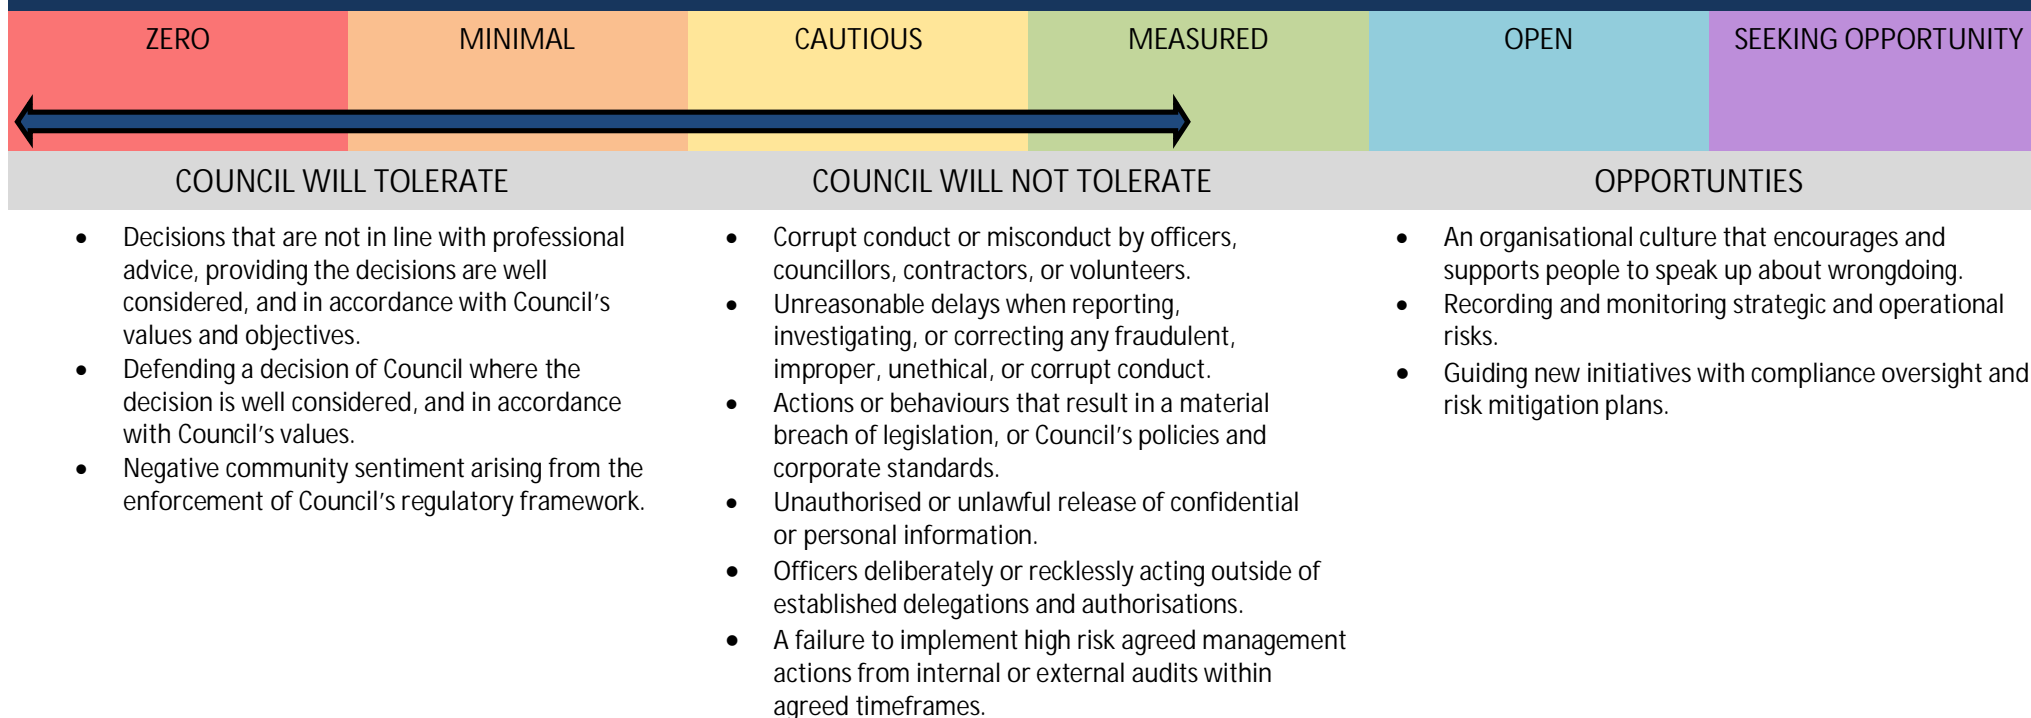 ZERO
MINIMAL
CAUTIOUS
MEASURED
OPEN
SEEKING OPPORTUNITY
COUNCIL WILL TOLERATE
COUNCIL WILL NOT TOLERATE
OPPORTUNTIES
• Decisions that are not in line with professional
advice, providing the decisions are well
considered, and in accordance with Council's
values and objectives.
• Defending a decision of Council where the
decision is well considered, and in accordance
with Council's values.
• Negative community sentiment arising from the
enforcement of Council's regulatory framework.
• Corrupt conduct or misconduct by officers,
councillors, contractors, or volunteers.
• Unreasonable delays when reporting,
investigating, or correcting any fraudulent,
improper, unethical, or corrupt conduct.
• Actions or behaviours that result in a material
breach of legislation, or Council's policies and
corporate standards.
• Unauthorised or unlawful release of confidential
or personal information.
• Officers deliberately or recklessly acting outside of
established delegations and authorisations.
• A failure to implement high risk agreed management
actions from internal or external audits within
agreed timeframes.
• An organisational culture that encourages and
supports people to speak up about wrongdoing.
• Recording and monitoring strategic and operational
risks.
• Guiding new initiatives with compliance oversight and
risk mitigation plans.